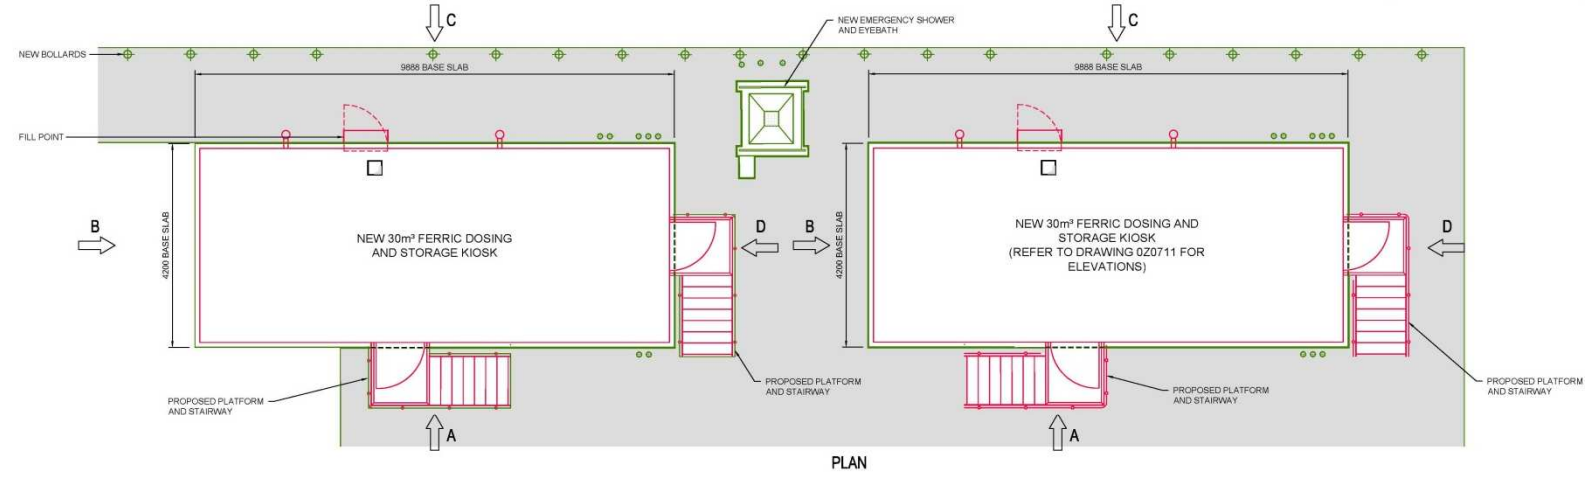 C
C
NEW EMERGENCY SHOWER
AND EYEBATH
NEW BOLLARDS
9888 BASE SLAB
9888 BASE SLAB
FILL POINT
4200 BASE SLAB
4200 BASE SLAB
B
NEW 30m³ FERRIC DOSING
AND STORAGE KIOSK
D
B
NEW 30m³ FERRIC DOSING AND
STORAGE KIOSK
(REFER TO DRAWING 0Z0711 FOR
ELEVATIONS)
D
PROPOSED PLATFORM
AND STAIRWAY
PROPOSED PLATFORM
AND STAIRWAY
PROPOSED PLATFORM
AND STAIRWAY
PROPOSED PLATFORM
AND STAIRWAY
A
A
PLAN